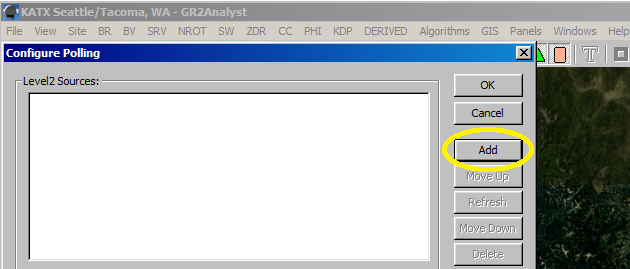 KATX Seattle/Tacoma, WA - GR2Analyst
File View Site BR BV SRV NROT SW ZDR CC PHI KDP DERIVED Algorithms GIS Panels Windows Help
Configure Polling
Level2 Sources:
OK
Cancel
Add
Move Up
Refresh
Move Down
Delete
T